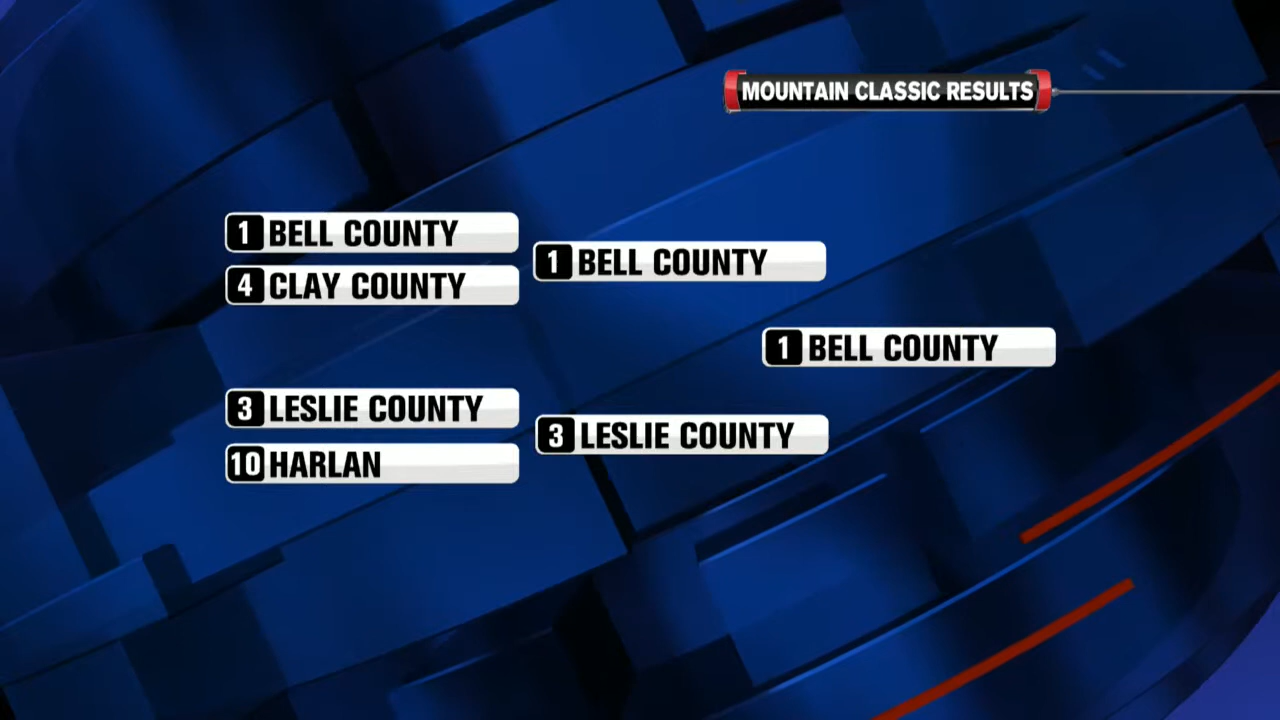 MOUNTAIN CLASSIC RESULTS
1 BELL COUNTY
4 CLAY COUNTY
1 BELL COUNTY
1 BELL COUNTY
3 LESLIE COUNTY
10 HARLAN
3 LESLIE COUNTY